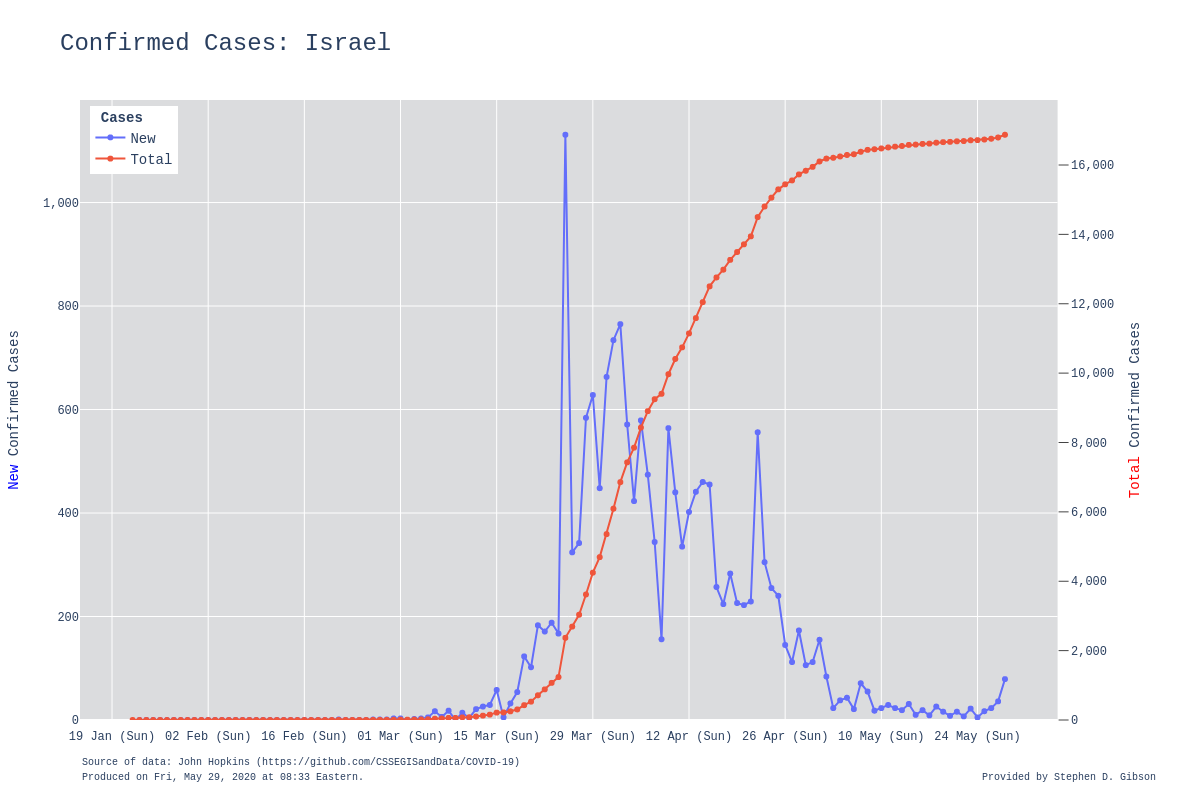 Confirmed Cases: Israel
Cases
New
Total
1,000
800
600
400
200
0
New Confirmed Cases
16,000
14,000
12,000
10,000
8,000
6,000
4,000
2,000
0
Total Confirmed Cases
19 Jan (Sun) 02 Feb (Sun) 16 Feb (Sun) 01 Mar (Sun) 15 Mar (Sun) 29 Mar (Sun) 12 Apr (Sun) 26 Apr (Sun) 10 May (Sun) 24 May (Sun)
Source of data: John Hopkins (https://github.com/CSSEGISandData/COVID-19)
Produced on Fri, May 29, 2020 at 08:33 Eastern.
Provided by Stephen D. Gibson